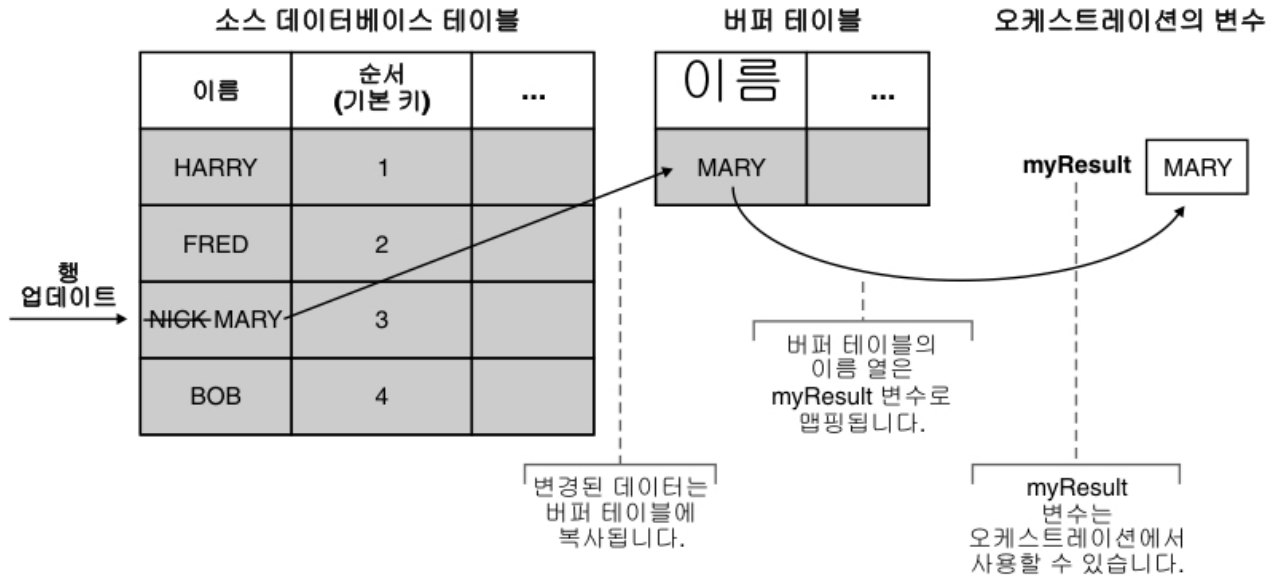 소스 데이터베이스 테이블
버퍼 테이블
오케스트레이션의 변수
이름
순서
(기본 키)
...
이름
...
HARRY
1
MARY
myResult
MARY
FRED
2
행
업데이트
NICK MARY
3
BOB
4
버퍼 테이블의
이름 열은
myResult 변수로
맵핑됩니다.
변경된 데이터는
버퍼 테이블에
복사됩니다.
myResult
변수는
오케스트레이션에서
사용할 수 있습니다.